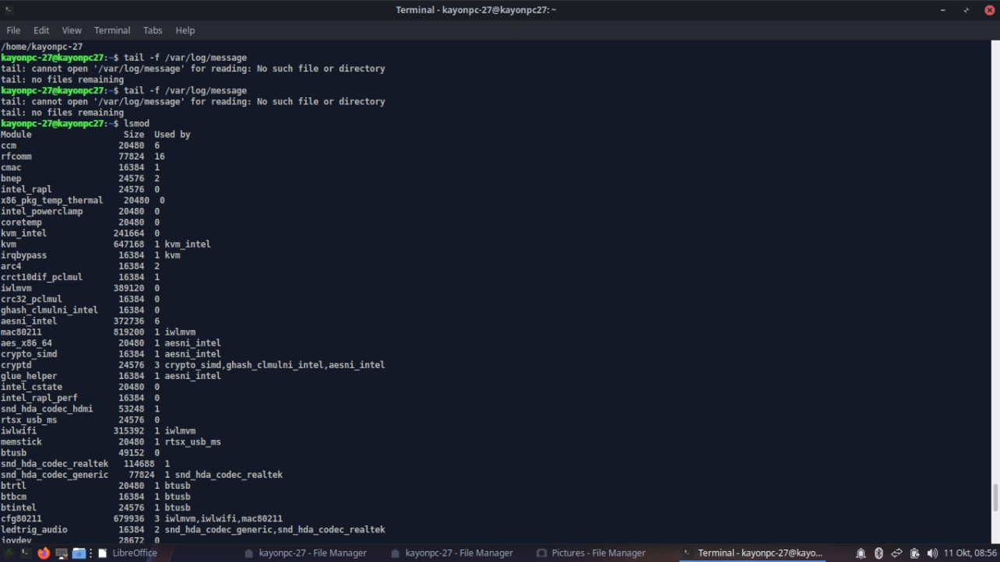 Terminal - kayonpc-27@kayonpc27: ~
File Edit View Terminal Tabs Help
/home/kayonpc-27
kayonpc-27@kayonpc27:~$ tail -f /var/log/message
tail: cannot open '/var/log/message' for reading: No such file or directory
tail: no files remaining
kayonpc-27@kayonpc27:~$ tail -f /var/log/message
tail: cannot open '/var/log/message' for reading: No such file or directory
tail: no files remaining
kayonpc-27@kayonpc27:~$ lsmod
Module Size Used by
ccm 20480 6
rfcomm 77824 16
cmac 16384 1
bnep 24576 2
intel_rapl 24576 0
x86_pkg_temp_thermal 20480 0
intel_powerclamp 20480 0
coretemp 20480 0
kvm_intel 241664 0
kvm 647168 1 kvm_intel
irqbypass 16384 1 kvm
arc4 16384 2
crct10dif_pclmul 16384 1
iwlmvm 389120 0
crc32_pclmul 16384 0
ghash_clmulni_intel 16384 0
aesni_intel 372736 6
mac80211 819200 1 iwlmvm
aes_x86_64 20480 1 aesni_intel
crypto_simd 16384 1 aesni_intel
cryptd 24576 3 crypto_simd,ghash_clmulni_intel,aesni_intel
glue_helper 16384 1 aesni_intel
intel_cstate 20480 0
intel_rapl_perf 16384 0
snd_hda_codec_hdmi 53248 1
rtsx_usb_ms 24576 0
iwlwifi 315392 1 iwlmvm
memstick 20480 1 rtsx_usb_ms
btusb 49152 0
snd_hda_codec_realtek 114688 1
snd_hda_codec_generic 77824 1 snd_hda_codec_realtek
btrtl 20480 1 btusb
btbcm 16384 1 btusb
btintel 24576 1 btusb
cfg80211 679936 3 iwlmvm,iwlwifi,mac80211
ledtrig_audio 16384 2 snd_hda_codec_generic,snd_hda_codec_realtek
joydev 28672 0
LibreOffice kayonpc-27 - File Manager kayonpc-27 - File Manager Pictures - File Manager Terminal - kayonpc-27@kayo... 11 Okt, 08:56